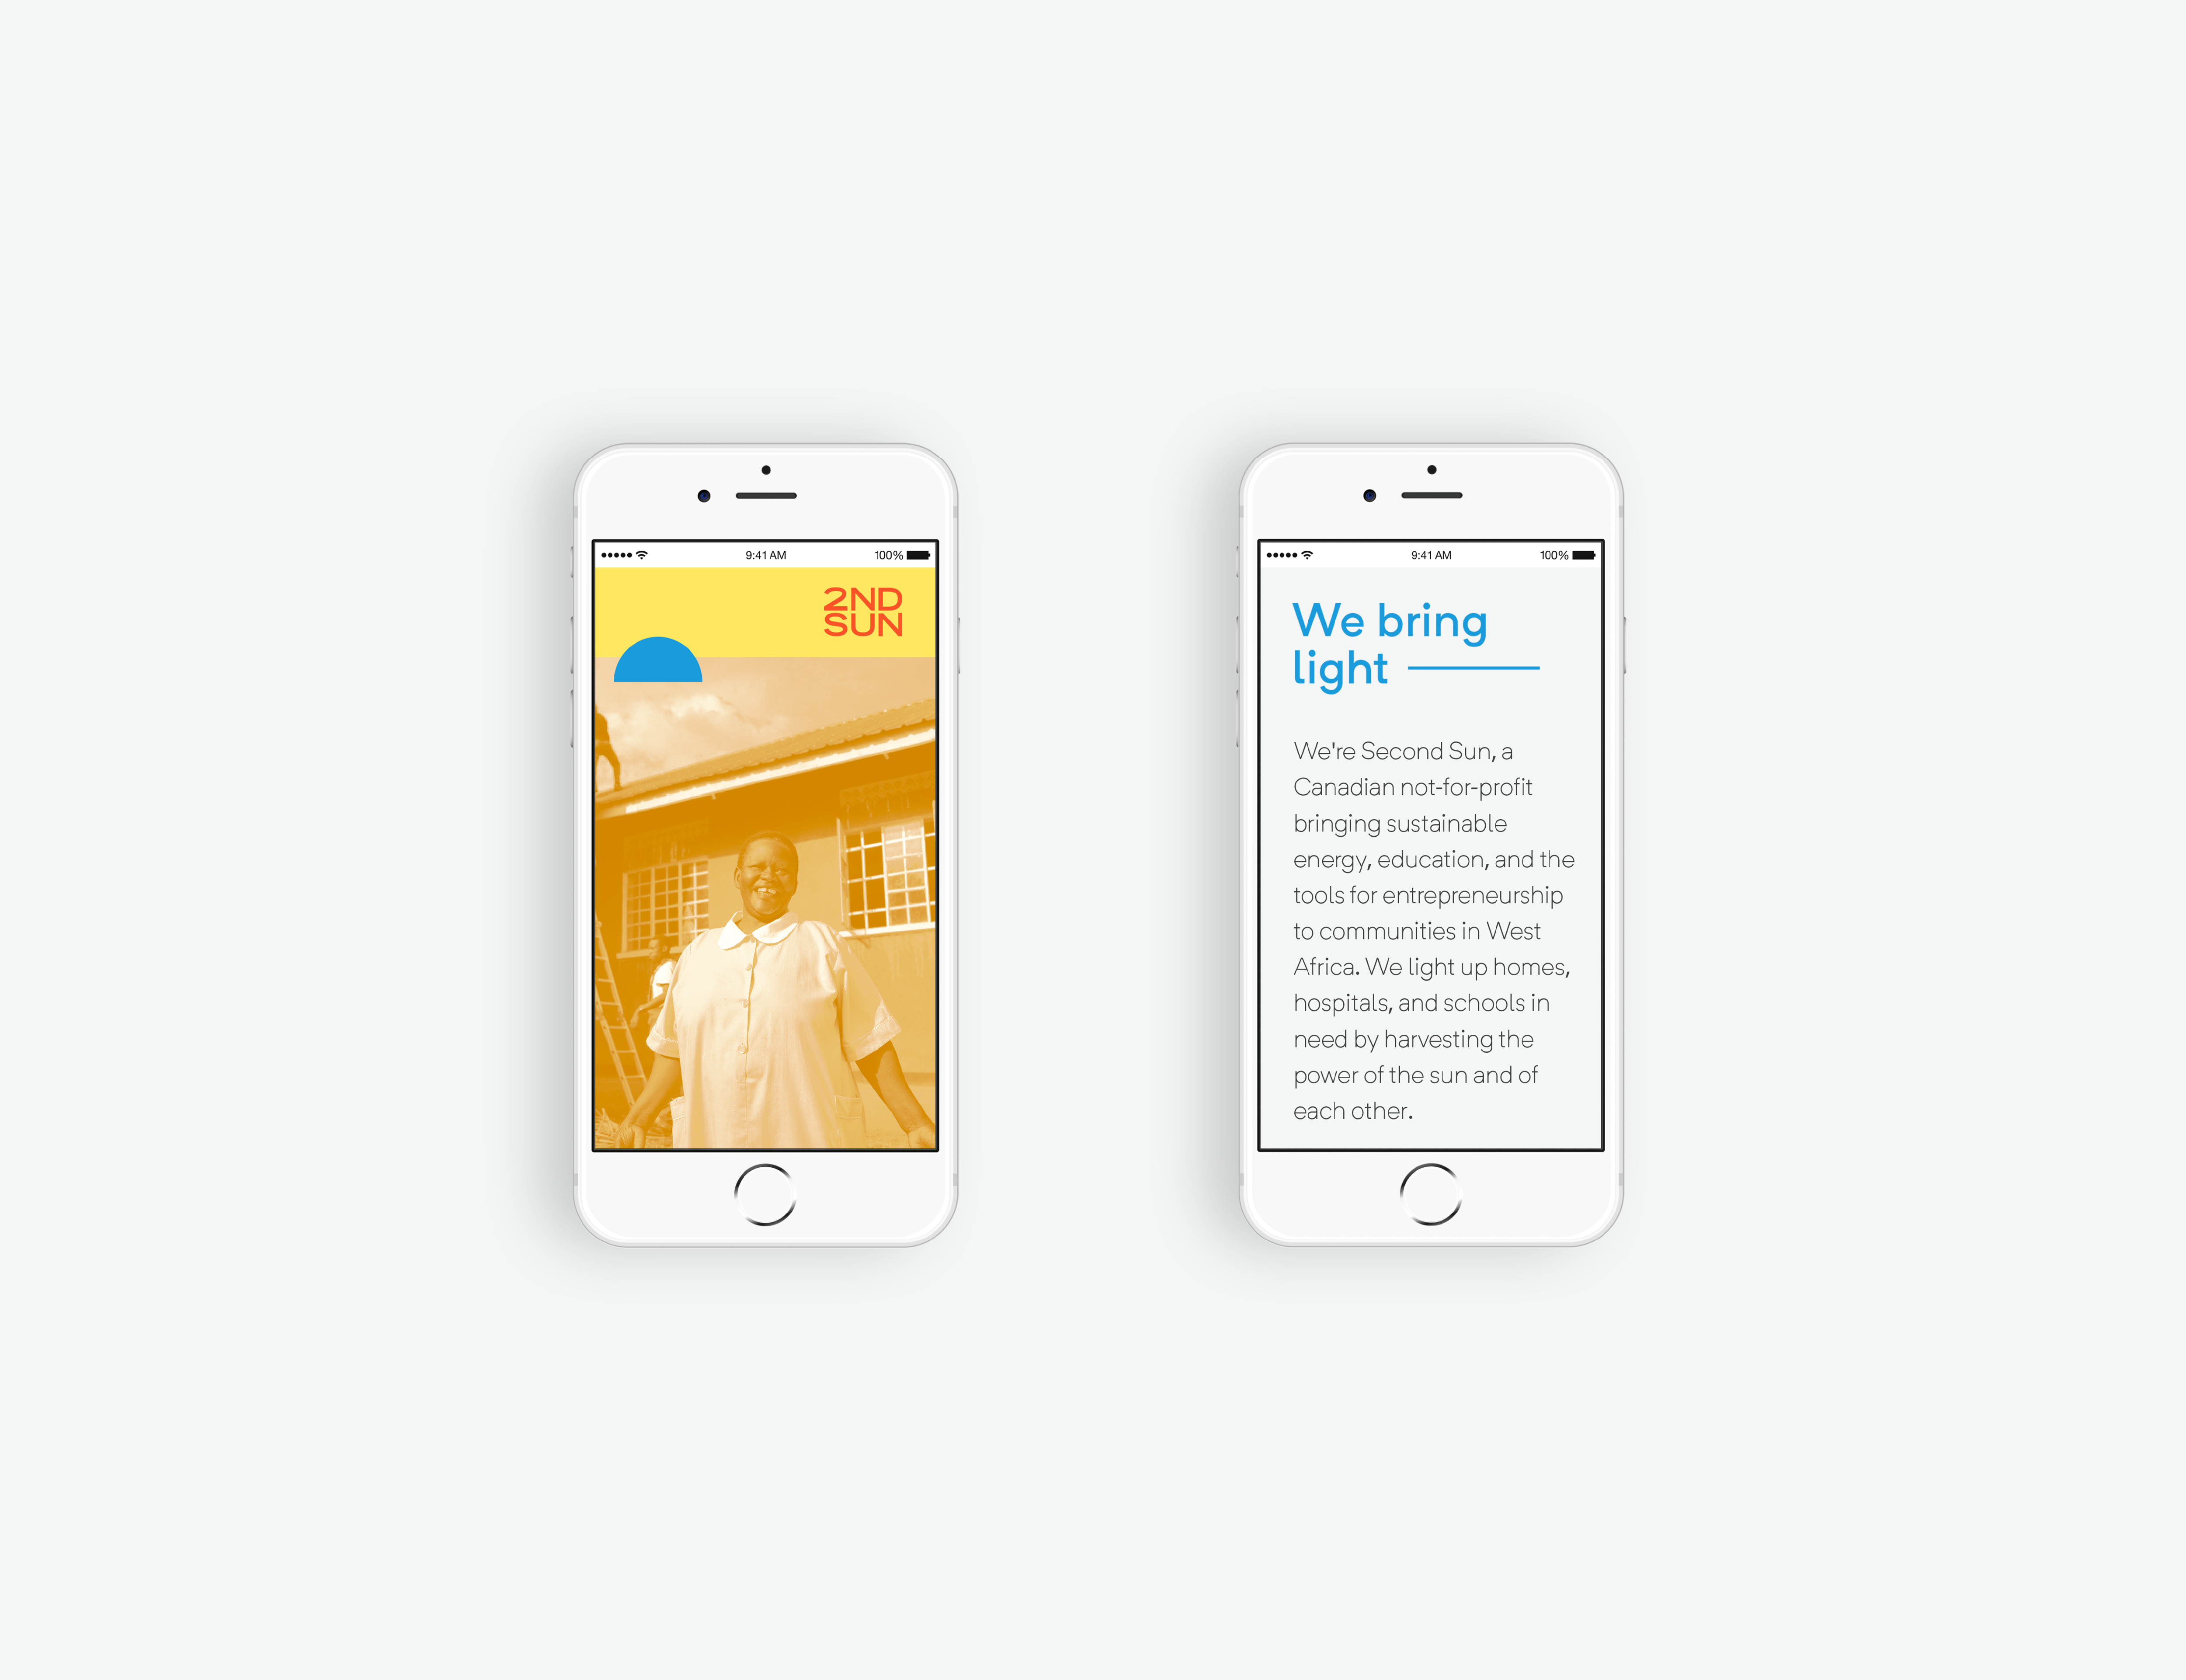 9:41 AM
100%
2ND
SUN
9:41 AM
100%
We bring
light
We're Second Sun, a
Canadian not-for-profit
bringing sustainable
energy, education, and the
tools for entrepreneurship
to communities in West
Africa. We light up homes,
hospitals, and schools in
need by harvesting the
power of the sun and of
each other.